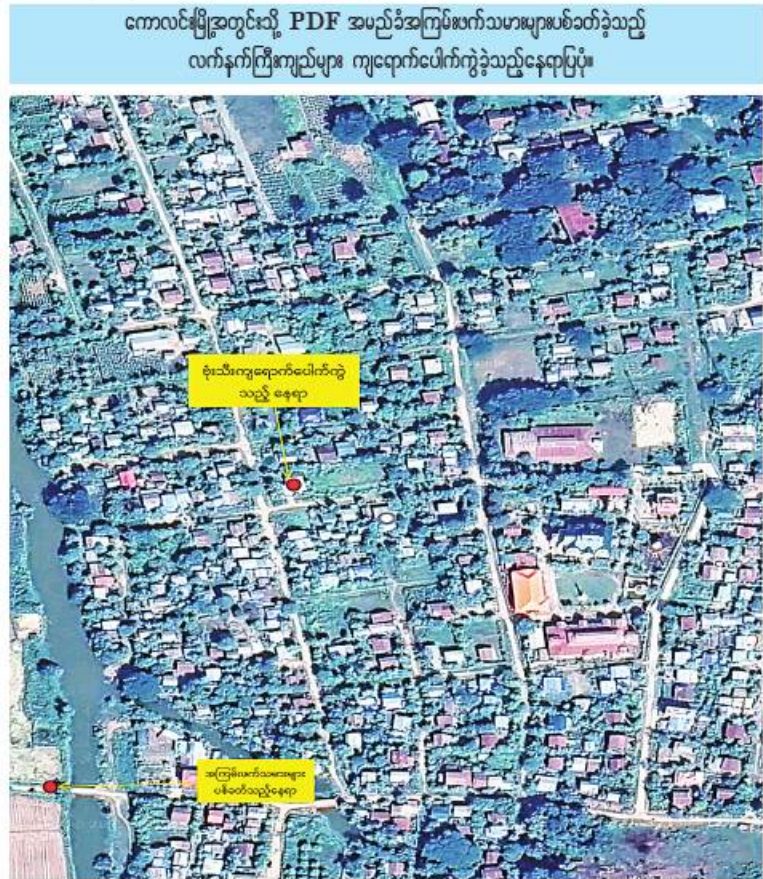 ကောလင်းမြို့အတွင်းသို့ PDF အမည်ခံအကြမ်းဖက်သမားများပစ်ခတ်ခဲ့သည့်
လက်နက်ကြီးကျည်များ ကျရောက်ပေါက်ကွဲခဲ့သည့်နေရာပြပုံ။
ဗုံးသီးကျရောက်ပေါက်ကွဲ
သည့် နေရာ
အကြမ်းဖက်သမားများ
ပစ်ခတ်သည့်နေရာ